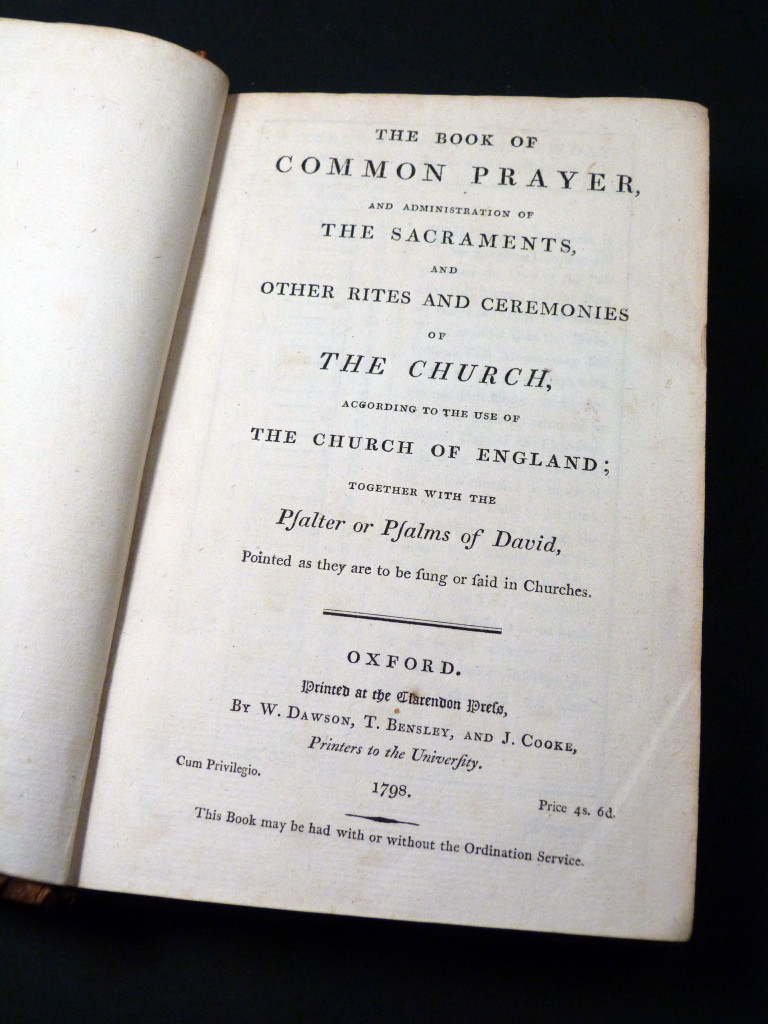 THE BOOK OF
COMMON PRAYER,
AND ADMINISTRATION OF
THE SACRAMENTS,
AND
OTHER RITES AND CEREMONIES
OF
THE CHURCH,
ACCORDING TO THE USE OF
THE CHURCH OF ENGLAND;
TOGETHER WITH THE
Pſalter or Pſalms of David,
Pointed as they are to be ſung or ſaid in Churches.
OXFORD.
Printed at the Clarendon Preſs,
BY W. DAWSON, T. BENSLEY, AND J. COOKE,
Printers to the Univerſity.
Cum Privilegio.
1798.
Price 4s. 6d.
This Book may be had with or without the Ordination Service.